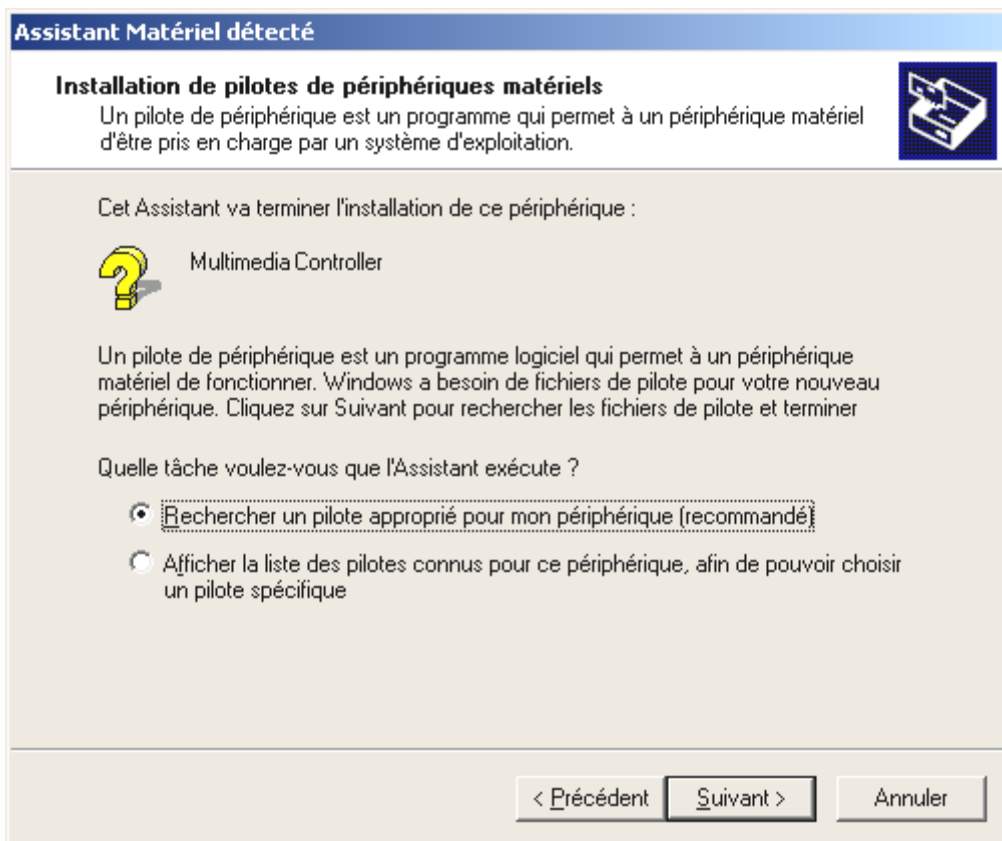 Assistant Matériel détecté
Installation de pilotes de périphériques matériels
Un pilote de périphérique est un programme qui permet à un périphérique matériel
d'être pris en charge par un système d'exploitation.
Cet Assistant va terminer l'installation de ce périphérique :
Multimedia Controller
Un pilote de périphérique est un programme logiciel qui permet à un périphérique
matériel de fonctionner. Windows a besoin de fichiers de pilote pour votre nouveau
périphérique. Cliquez sur Suivant pour rechercher les fichiers de pilote et terminer
Quelle tâche voulez-vous que l'Assistant exécute ?
Rechercher un pilote approprié pour mon périphérique (recommandé)
Afficher la liste des pilotes connus pour ce périphérique, afin de pouvoir choisir
un pilote spécifique
< Précédent Suivant > Annuler